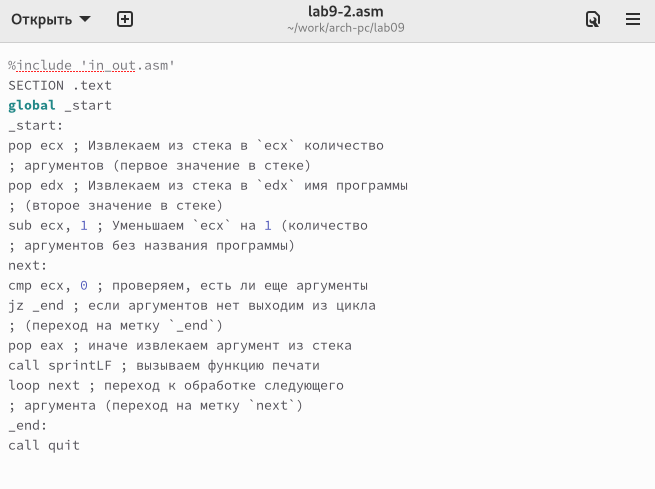 Открыть
lab9-2.asm
~/work/arch-pc/lab09
%include 'in_out.asm'
SECTION .text
global _start
_start:
pop ecx ; Извлекаем из стека в `ecx` количество
; аргументов (первое значение в стеке)
pop edx ; Извлекаем из стека в `edx` имя программы
; (второе значение в стеке)
sub ecx, 1 ; Уменьшаем `ecx` на 1 (количество
; аргументов без названия программы)
next:
cmp ecx, 0 ; проверяем, есть ли еще аргументы
jz _end ; если аргументов нет выходим из цикла
; (переход на метку `_end`)
pop eax ; иначе извлекаем аргумент из стека
call sprintLF ; вызываем функцию печати
loop next ; переход к обработке следующего
; аргумента (переход на метку `next`)
_end:
call quit